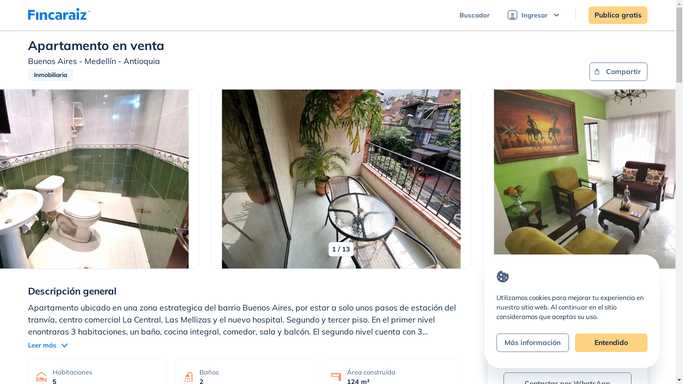 Fincaraiz
Buscador
Ingresar
Publica gratis
Apartamento en venta
Buenos Aires - Medellín - Antioquia
Inmobiliaria
Compartir
1 / 13
Descripción general
Apartamento ubicado en una zona estrategica del barrio Buenos Aires, por estar a solo unos pasos de estación del
tranvía, centro comercial La Central, Las Mellizas y el nuevo hospital. Segundo y tercer piso. En el primer nivel
enontraras 3 habitaciones, un baño, cocina integral, comedor, sala y balcón. El segundo nivel cuenta con 3...
Leer más
Habitaciones
5
Baños
2
Área construida
124 m²
Utilizamos cookies para mejorar tu experiencia en
nuestro sitio web. Al continuar en el sitio
consideramos que aceptas su uso.
Más información
Entendido
Contactar por WhatsApp